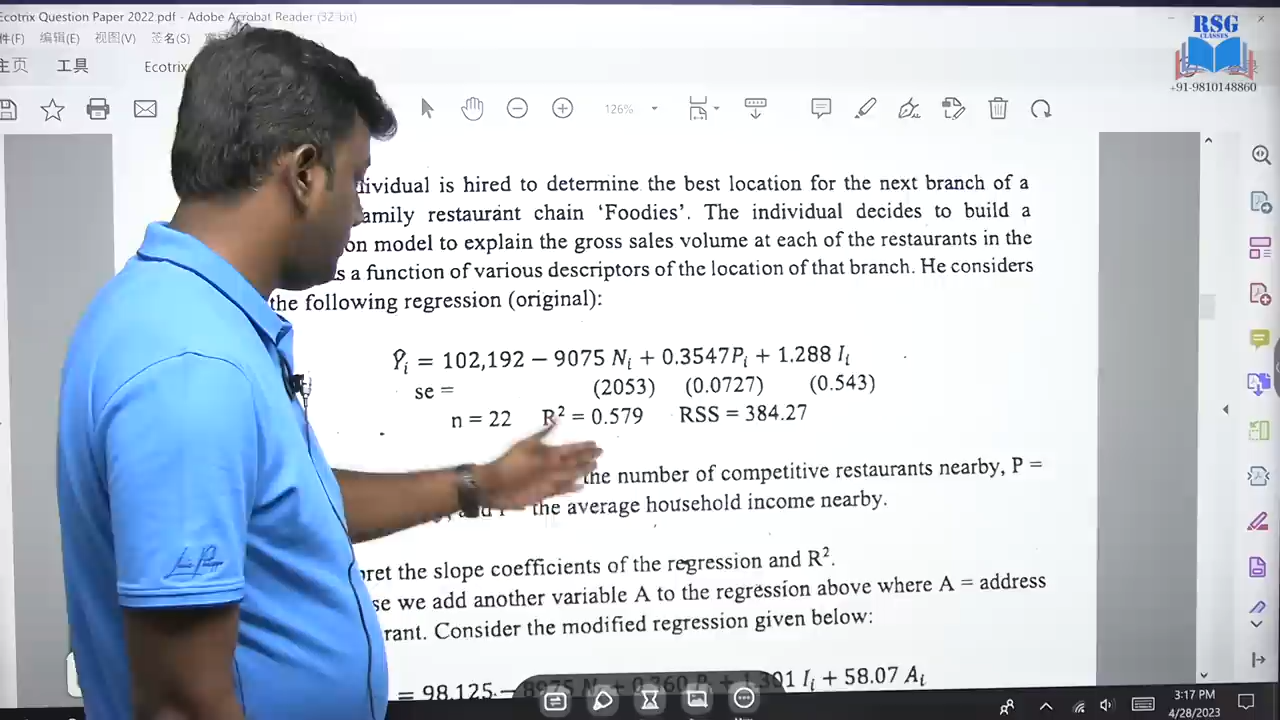 Ecotrix Question Paper 2022.pdf - Adobe Acrobat Reader (32-bit)
件(F) 编辑(E) 视图(V) 签名(S)
主页 工具 Ecotrix
RSG
CLASSES
+91-9810148860
126%
is hired to determine the best location for the next branch of a
restaurant chain ‘Foodies’. The individual decides to build a
model to explain the gross sales volume at each of the restaurants in the
a function of various descriptors of the location of that branch. He considers
the following regression (original):
Ŷᵢ = 102,192 − 9075 Nᵢ + 0.3547Pᵢ + 1.288 Iᵢ
se = (2053) (0.0727) (0.543)
n = 22 R² = 0.579 RSS = 384.27
the number of competitive restaurants nearby, P =
the average household income nearby.
the slope coefficients of the regression and R².
we add another variable A to the regression above where A = address
Consider the modified regression given below:
= 98,125 − Iᵢ + 58.07 Aᵢ
3:17 PM
4/28/2023